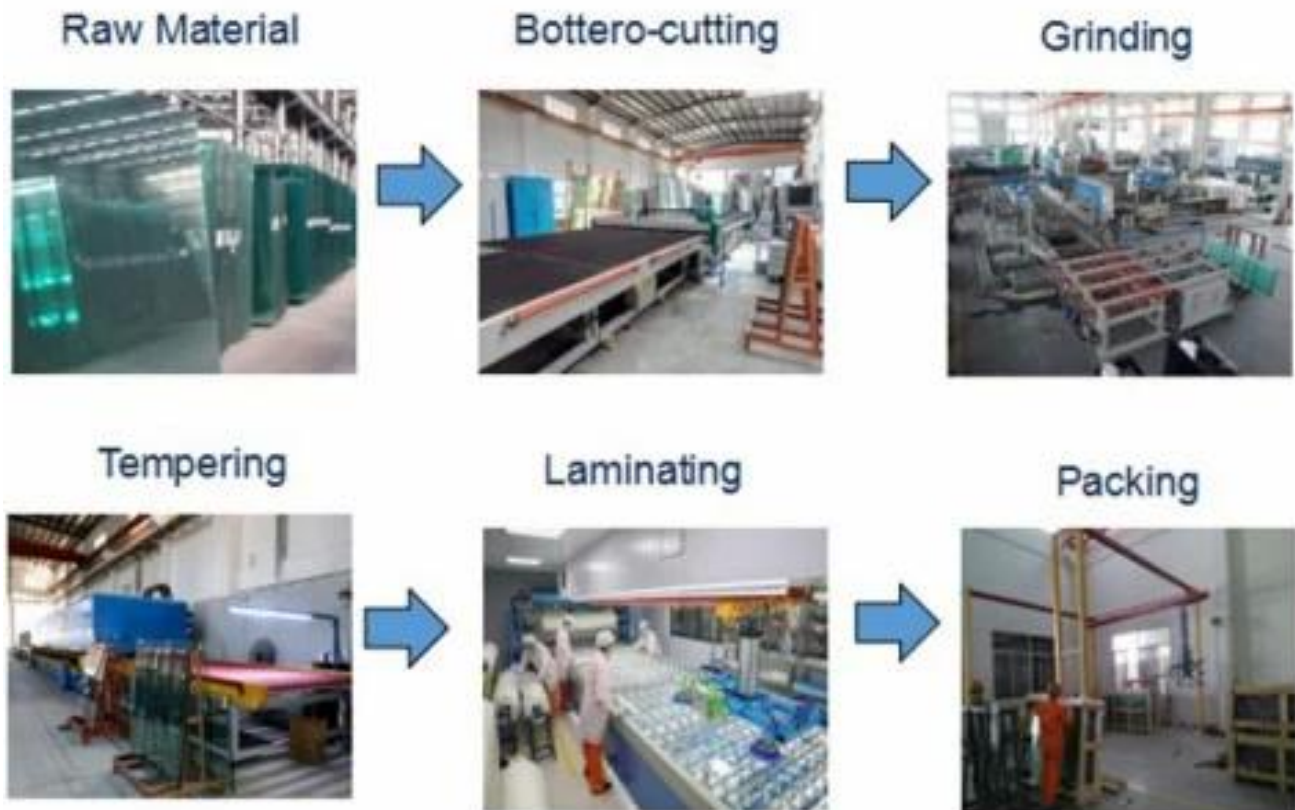 Raw Material
Bottero-cutting
Grinding
Tempering
Laminating
Packing